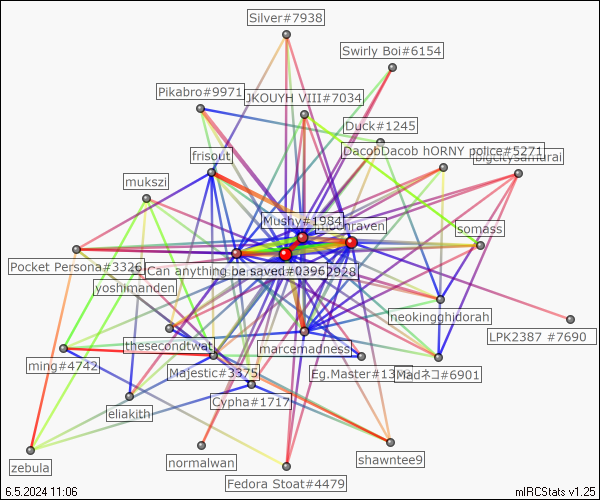 Silver#7938
Swirly Boi#6154
Pikabro#9971
JKOUYH VIII#7034
Duck#1245
DacobDacob hORNY police#5271
frisout
bigcitysamurai
mukszi
Mushy#1984
somass
Pocket Persona#3326
Can anything be saved#0396
2928
yoshimanden
neokingghidorah
LPK2387 #7690
thesecondtwat
marcemadness
ming#4742
Majestic#3375
Eg.Master#13
Madネコ#6901
Cypha#1717
eliakith
zebula
normalwan
shawntee9
Fedora Stoat#4479
6.5.2024 11:06
mIRCStats v1.25